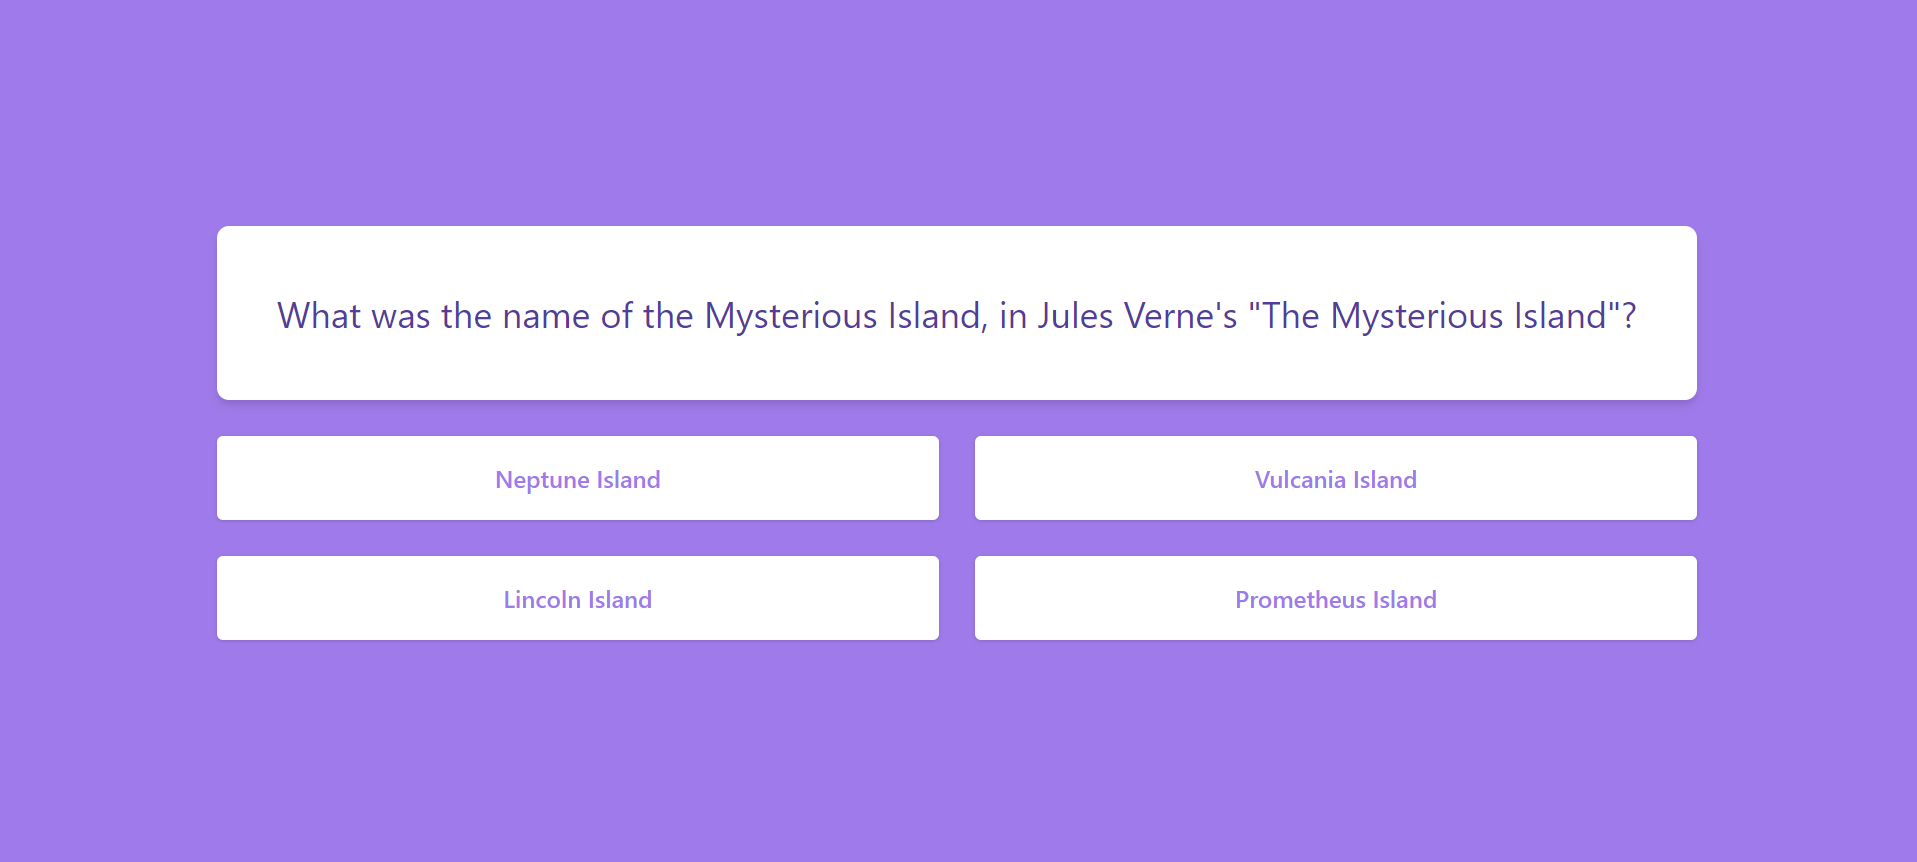 What was the name of the Mysterious Island, in Jules Verne's "The Mysterious Island"?
Neptune Island
Vulcania Island
Lincoln Island
Prometheus Island